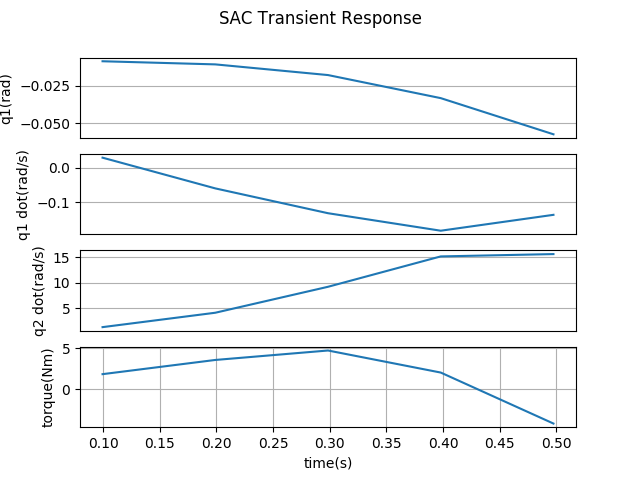 SAC Transient Response
q1(rad)
−0.025
−0.050
q1 dot(rad/s)
0.0
−0.1
q2 dot(rad/s)
15
10
5
torque(Nm)
5
0
0.10 0.15 0.20 0.25 0.30 0.35 0.40 0.45 0.50
time(s)